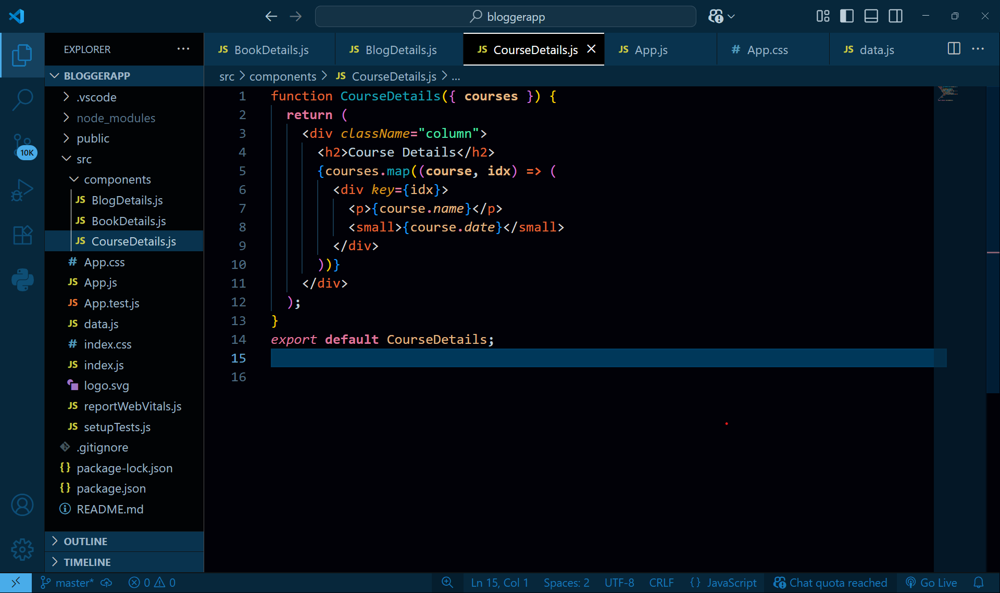 bloggerapp
EXPLORER
BLOGGERAPP
.vscode
node_modules
public
src
components
JS BlogDetails.js
JS BookDetails.js
JS CourseDetails.js
# App.css
JS App.js
JS App.test.js
JS data.js
# index.css
JS index.js
logo.svg
JS reportWebVitals.js
JS setupTests.js
.gitignore
{} package-lock.json
{} package.json
README.md
OUTLINE
TIMELINE
10K
JS BookDetails.js JS BlogDetails.js JS CourseDetails.js JS App.js # App.css JS data.js
src > components > JS CourseDetails.js > ...
1 function CourseDetails({ courses }) {
2 return (
3 <div className="column">
4 <h2>Course Details</h2>
5 {courses.map((course, idx) => (
6 <div key={idx}>
7 <p>{course.name}</p>
8 <small>{course.date}</small>
9 </div>
10 ))}
11 </div>
12 );
13 }
14 export default CourseDetails;
15
16
master* 0 0 Ln 15, Col 1 Spaces: 2 UTF-8 CRLF {} JavaScript Chat quota reached Go Live